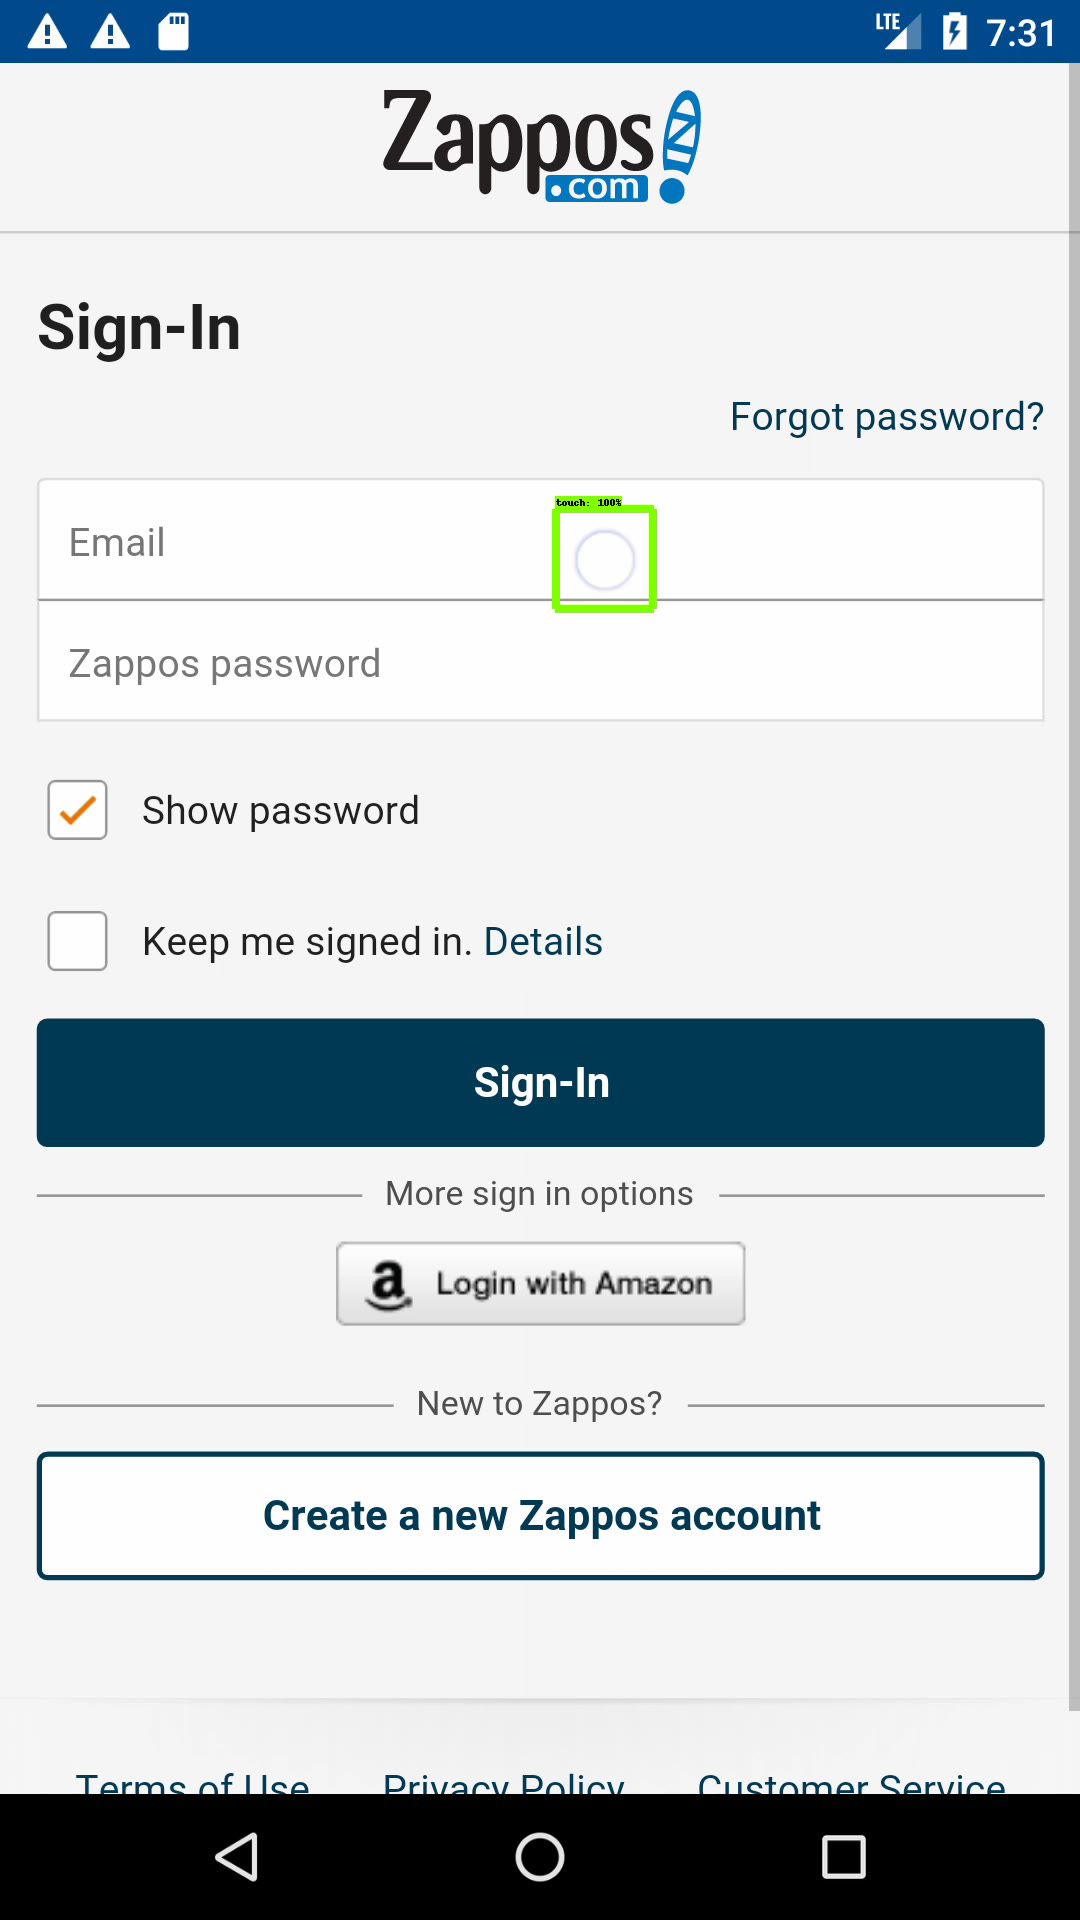 LTE 7:31
Zappos
.com
Sign-In
Forgot password?
touch: 100%
Email
Zappos password
Show password
Keep me signed in. Details
Sign-In
More sign in options
a Login with Amazon
New to Zappos?
Create a new Zappos account
Terms of Use Privacy Policy Customer Service